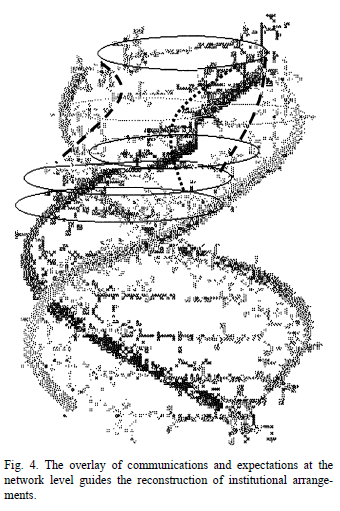 Fig. 4. The overlay of communications and expectations at the
network level guides the reconstruction of institutional arrange-
ments.